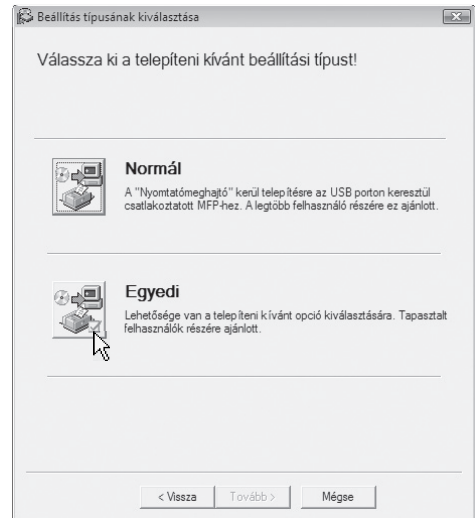 Beállítás típusának kiválasztása
Válassza ki a telepíteni kívánt beállítási típust!
Normál
A "Nyomtatómeghajtó" kerül telepítésre az USB porton keresztül
csatlakoztatott MFP-hez. A legtöbb felhasználó részére ez ajánlott.
Egyedi
Lehetősége van a telepíteni kívánt opció kiválasztására. Tapasztalt
felhasználók részére ajánlott.
< Vissza
Tovább >
Mégse